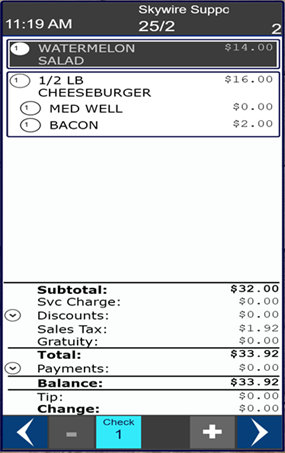 Skywire Suppo
11:19 AM 25/2 2
1 WATERMELON $14.00
SALAD
1 1/2 LB $16.00
CHEESEBURGER
1 MED WELL $0.00
1 BACON $2.00
Subtotal: $32.00
Svc Charge: $0.00
Discounts: $0.00
Sales Tax: $1.92
Gratuity: $0.00
Total: $33.92
Payments: $0.00
Balance: $33.92
Tip: $0.00
Change: $0.00
- Check +
1